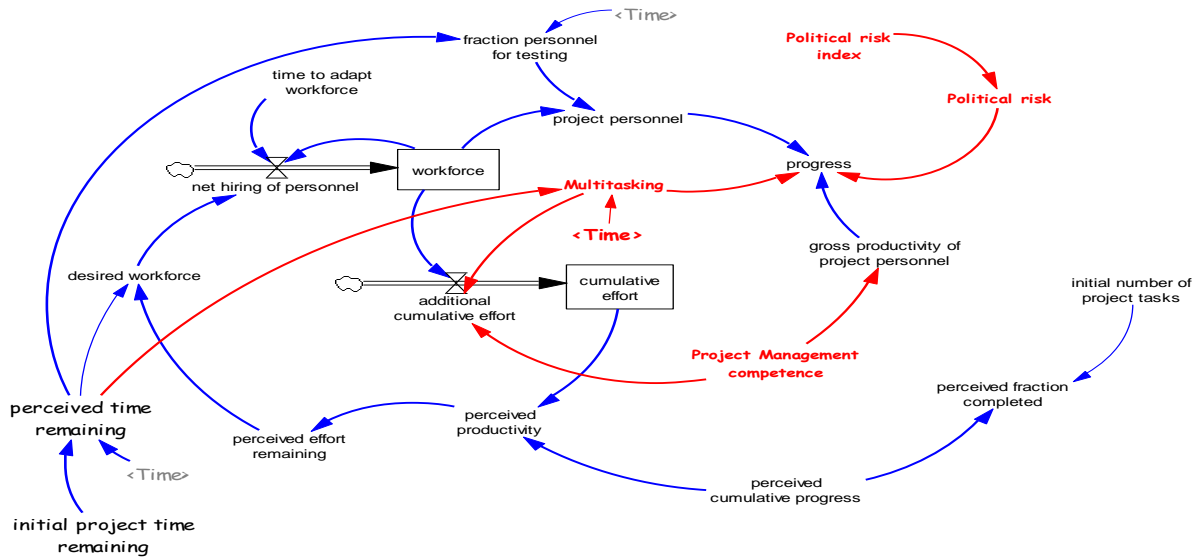 <Time>
fraction personnel
for testing
Political risk
index
time to adapt
workforce
Political risk
project personnel
progress
workforce
net hiring of personnel
Multitasking
<Time>
gross productivity of
project personnel
desired workforce
cumulative
effort
additional
cumulative effort
initial number of
project tasks
Project Management
competence
perceived fraction
completed
perceived time
remaining
perceived
productivity
perceived effort
remaining
<Time>
perceived
cumulative progress
initial project time
remaining